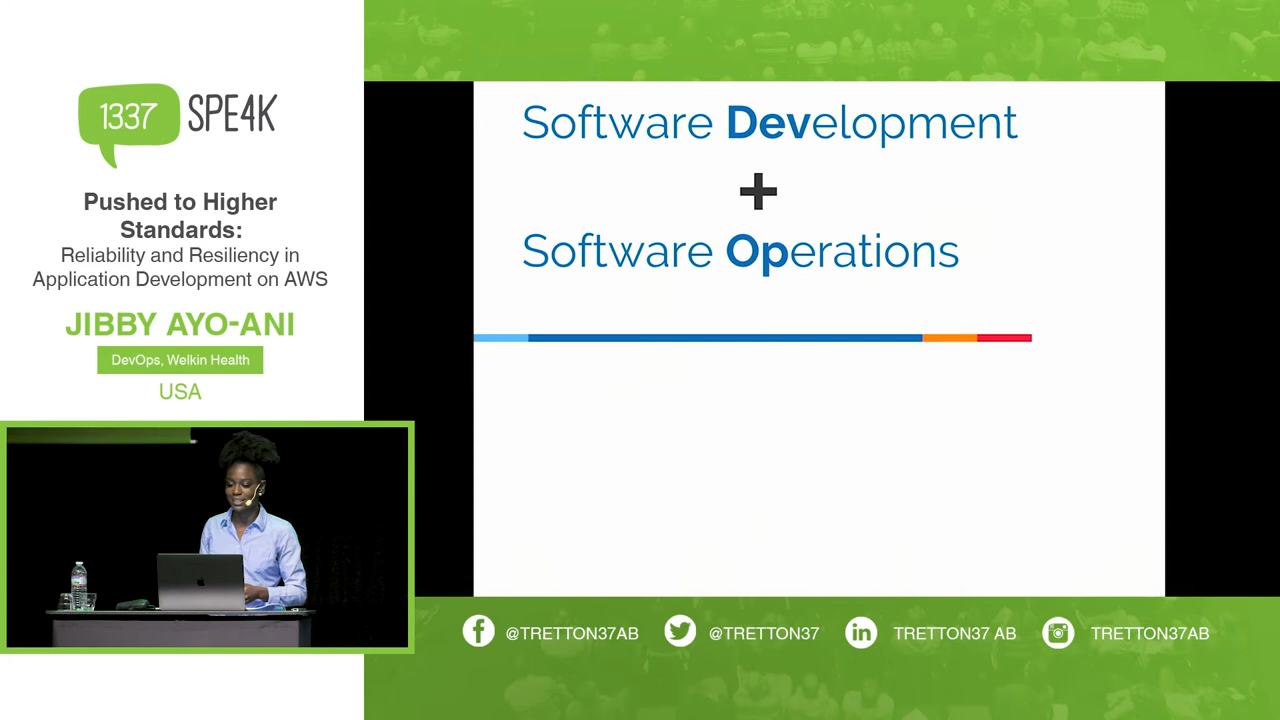 1337 SPE4K
Pushed to Higher
Standards:
Reliability and Resiliency in
Application Development on AWS
JIBBY AYO-ANI
DevOps, Welkin Health
USA
Software Development
+
Software Operations
@TRETTON37AB
@TRETTON37
TRETTON37 AB
TRETTON37AB